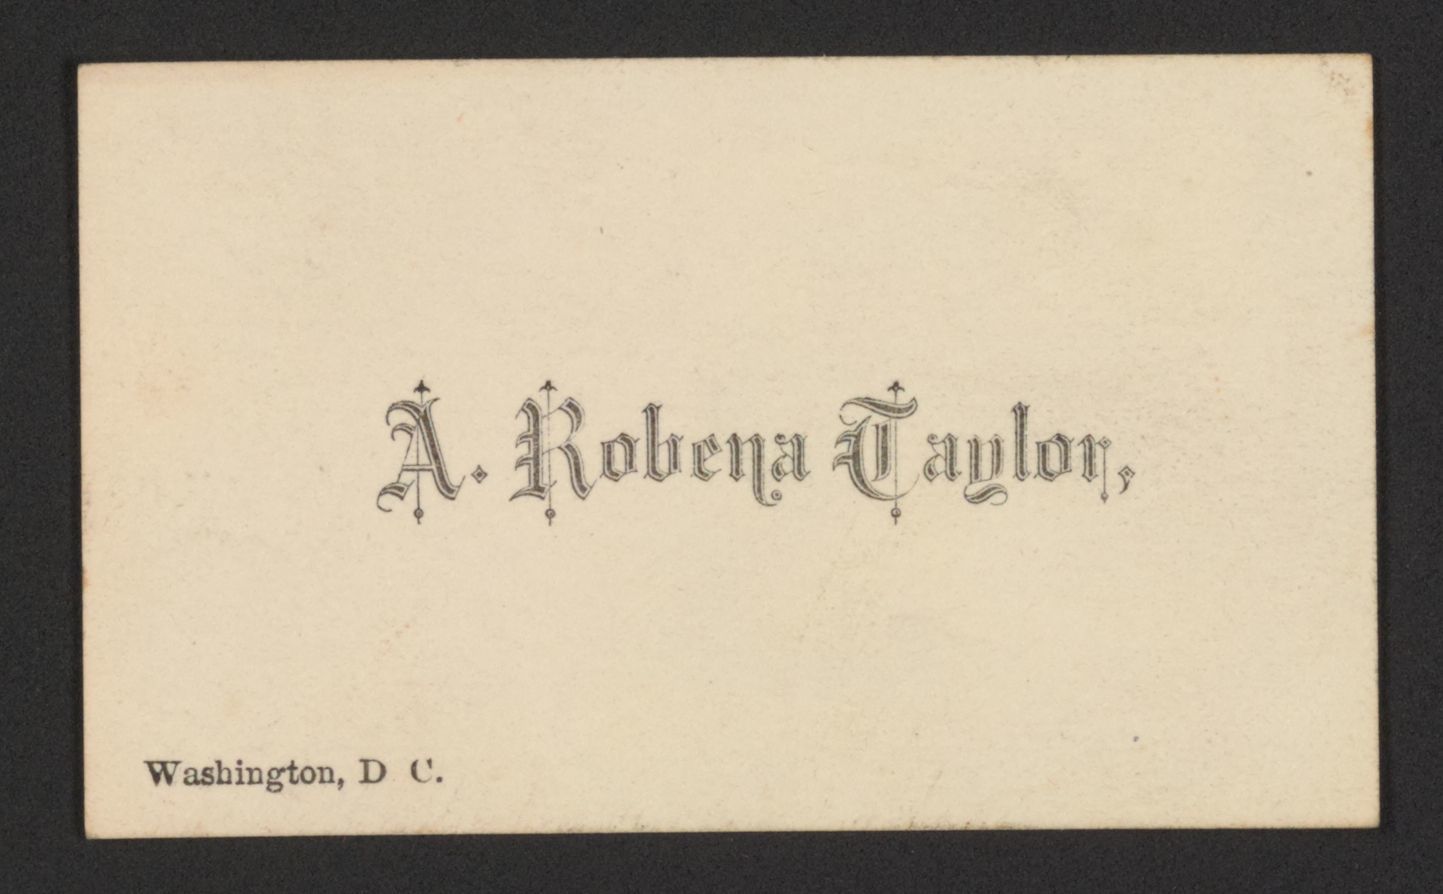 A. Robena Taylor,
Washington, D C.